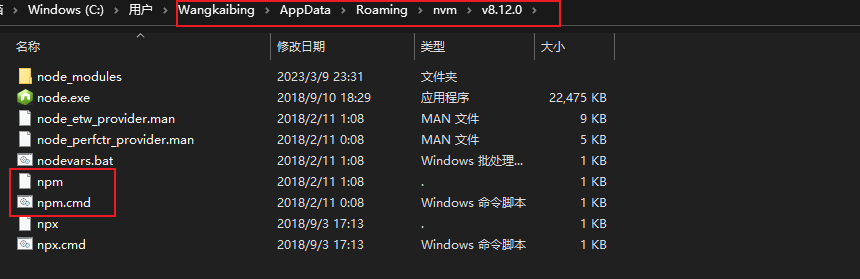 Windows (C:) › 用户 › Wangkaibing › AppData › Roaming › nvm › v8.12.0 ›
名称 修改日期 类型 大小
node_modules 2023/3/9 23:31 文件夹
node.exe 2018/9/10 18:29 应用程序 22,475 KB
node_etw_provider.man 2018/2/11 1:08 MAN 文件 9 KB
node_perfctr_provider.man 2018/2/11 0:08 MAN 文件 5 KB
nodevars.bat 2018/2/11 1:08 Windows 批处理... 1 KB
npm 2018/2/11 1:08 . 1 KB
npm.cmd 2018/2/11 0:08 Windows 命令脚本 1 KB
npx 2018/9/3 17:13 . 1 KB
npx.cmd 2018/9/3 17:13 Windows 命令脚本 1 KB